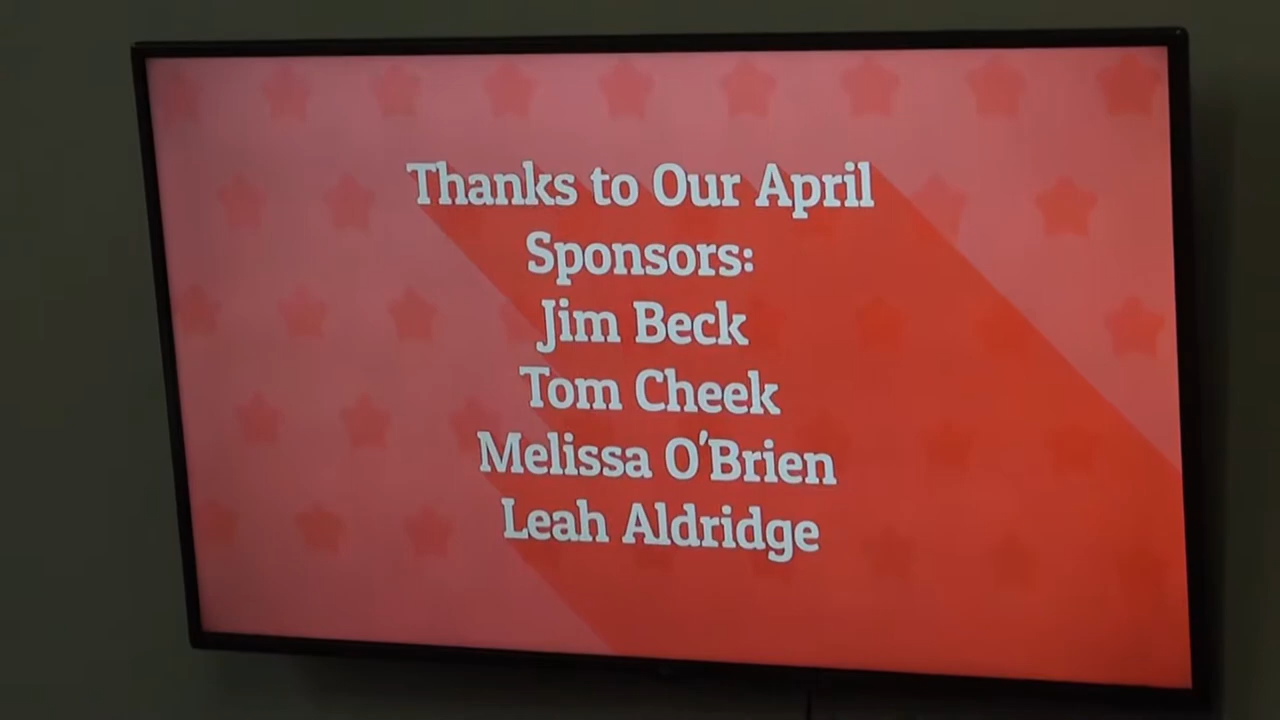 Thanks to Our April
Sponsors:
Jim Beck
Tom Cheek
Melissa O'Brien
Leah Aldridge